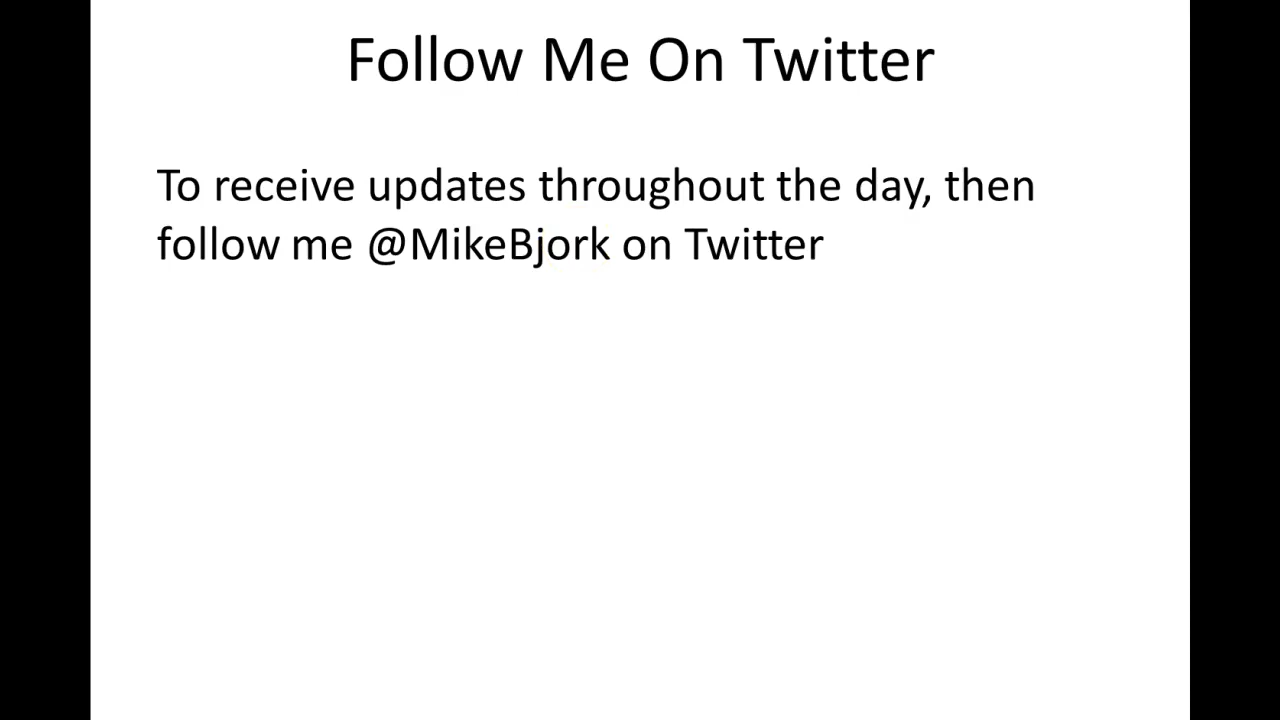 Follow Me On Twitter
To receive updates throughout the day, then
follow me @MikeBjork on Twitter